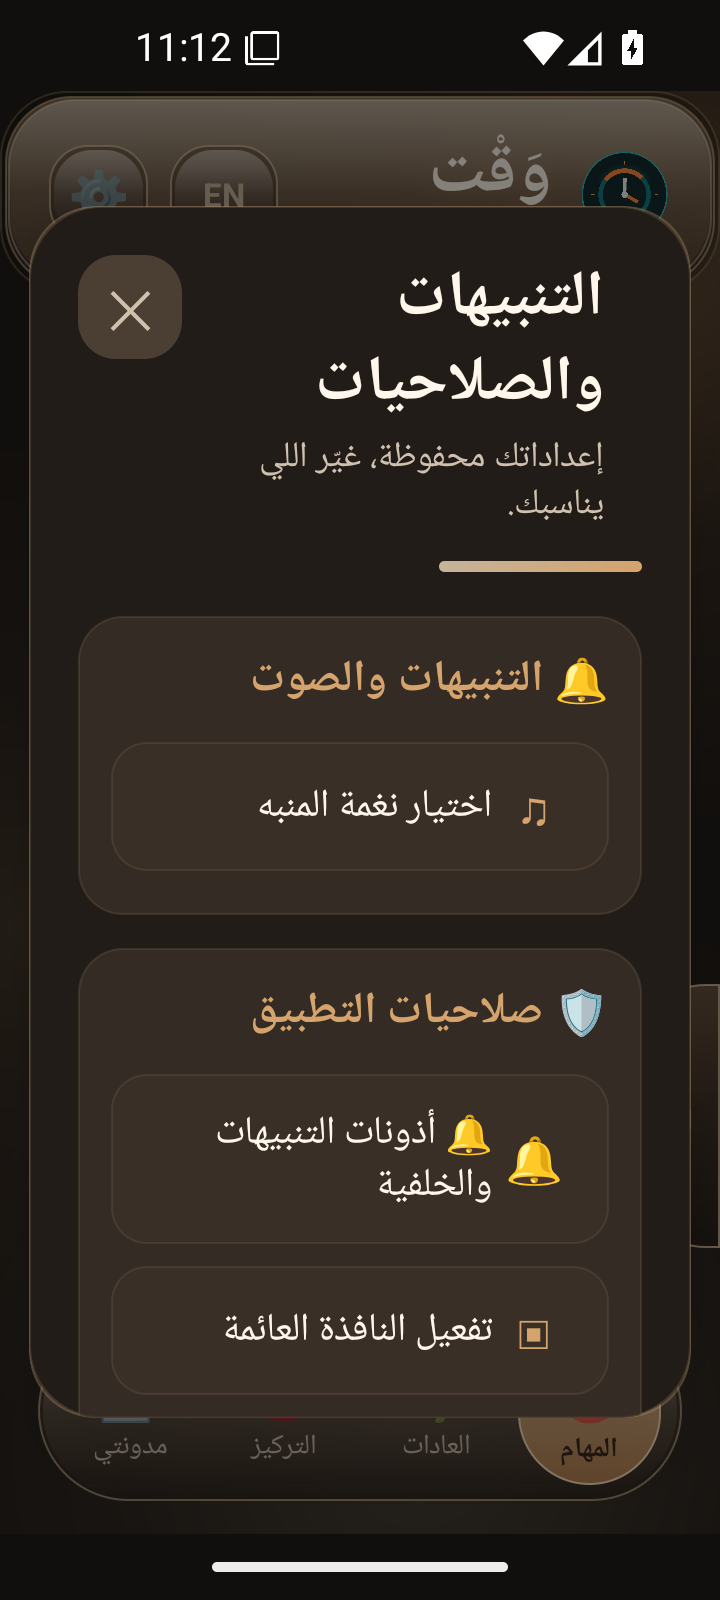 11:12
وَقْت
EN
التنبيهات
والصلاحيات
إعداداتك محفوظة، غيّر اللي
يناسبك.
🔔 التنبيهات والصوت
♫ اختيار نغمة المنبه
🛡️ صلاحيات التطبيق
🔔 🔔 أذونات التنبيهات
والخلفية
▣ تفعيل النافذة العائمة
المهام
العادات
التركيز
مدونتي